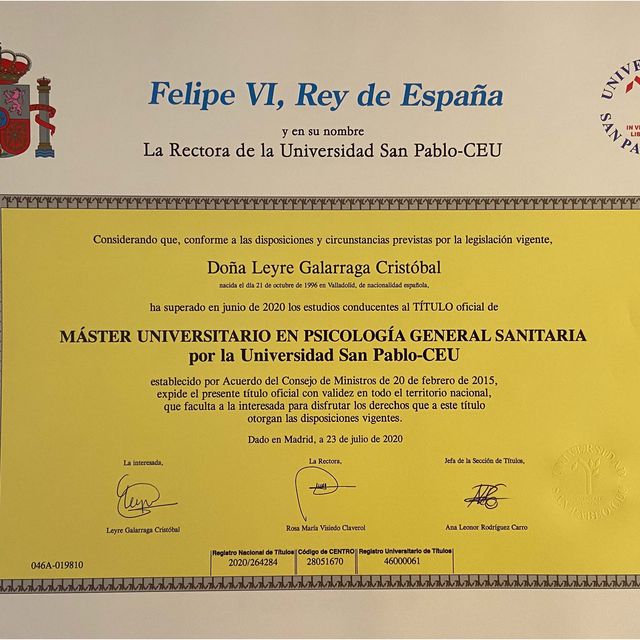 Felipe VI, Rey de España
y en su nombre
La Rectora de la Universidad San Pablo-CEU
UNIVE
SAN PA
IN VE
LIB
Considerando que, conforme a las disposiciones y circunstancias previstas por la legislación vigente,
Doña Leyre Galarraga Cristóbal
nacida el día 21 de octubre de 1996 en Valladolid, de nacionalidad española,
ha superado en junio de 2020 los estudios conducentes al TÍTULO oficial de
MÁSTER UNIVERSITARIO EN PSICOLOGÍA GENERAL SANITARIA
por la Universidad San Pablo-CEU
establecido por Acuerdo del Consejo de Ministros de 20 de febrero de 2015,
expide el presente título oficial con validez en todo el territorio nacional,
que faculta a la interesada para disfrutar los derechos que a este título
otorgan las disposiciones vigentes.
Dado en Madrid, a 23 de julio de 2020
La interesada, La Rectora, Jefa de la Sección de Títulos,
Leyre
Leyre Galarraga Cristóbal Rosa María Visiedo Claverol Ana Leonor Rodríguez Carro
Registro Nacional de Títulos Código de CENTRO Registro Universitario de Títulos
046A-019810 2020/264284 28051670 46000061